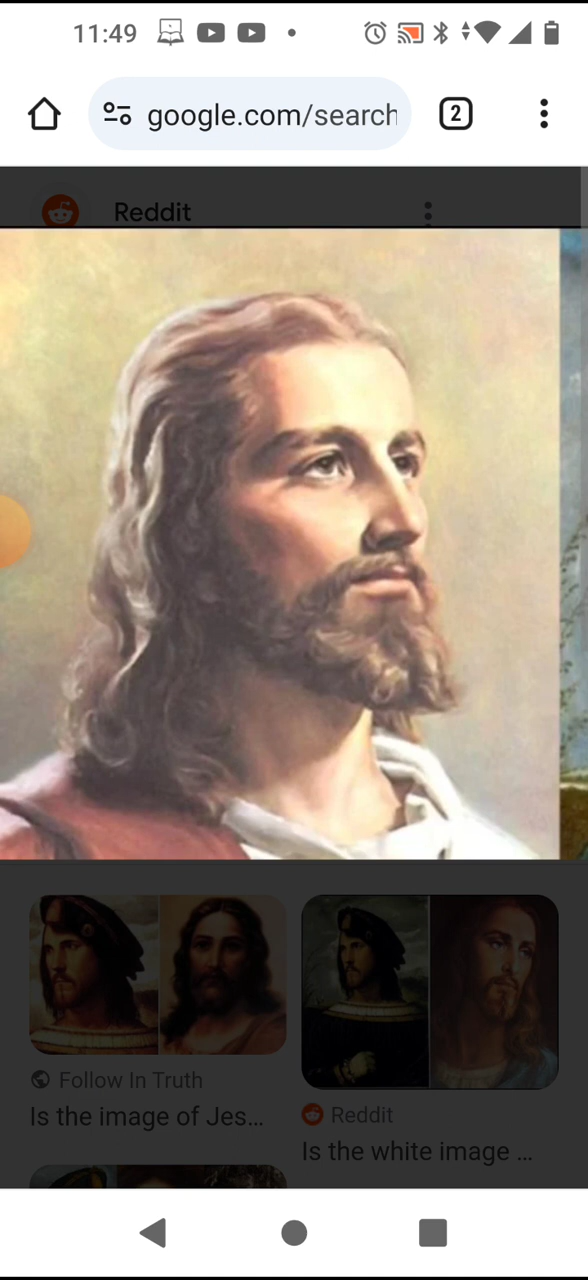 11:49
google.com/search
2
Reddit
Follow In Truth
Is the image of Jes...
Reddit
Is the white image ...